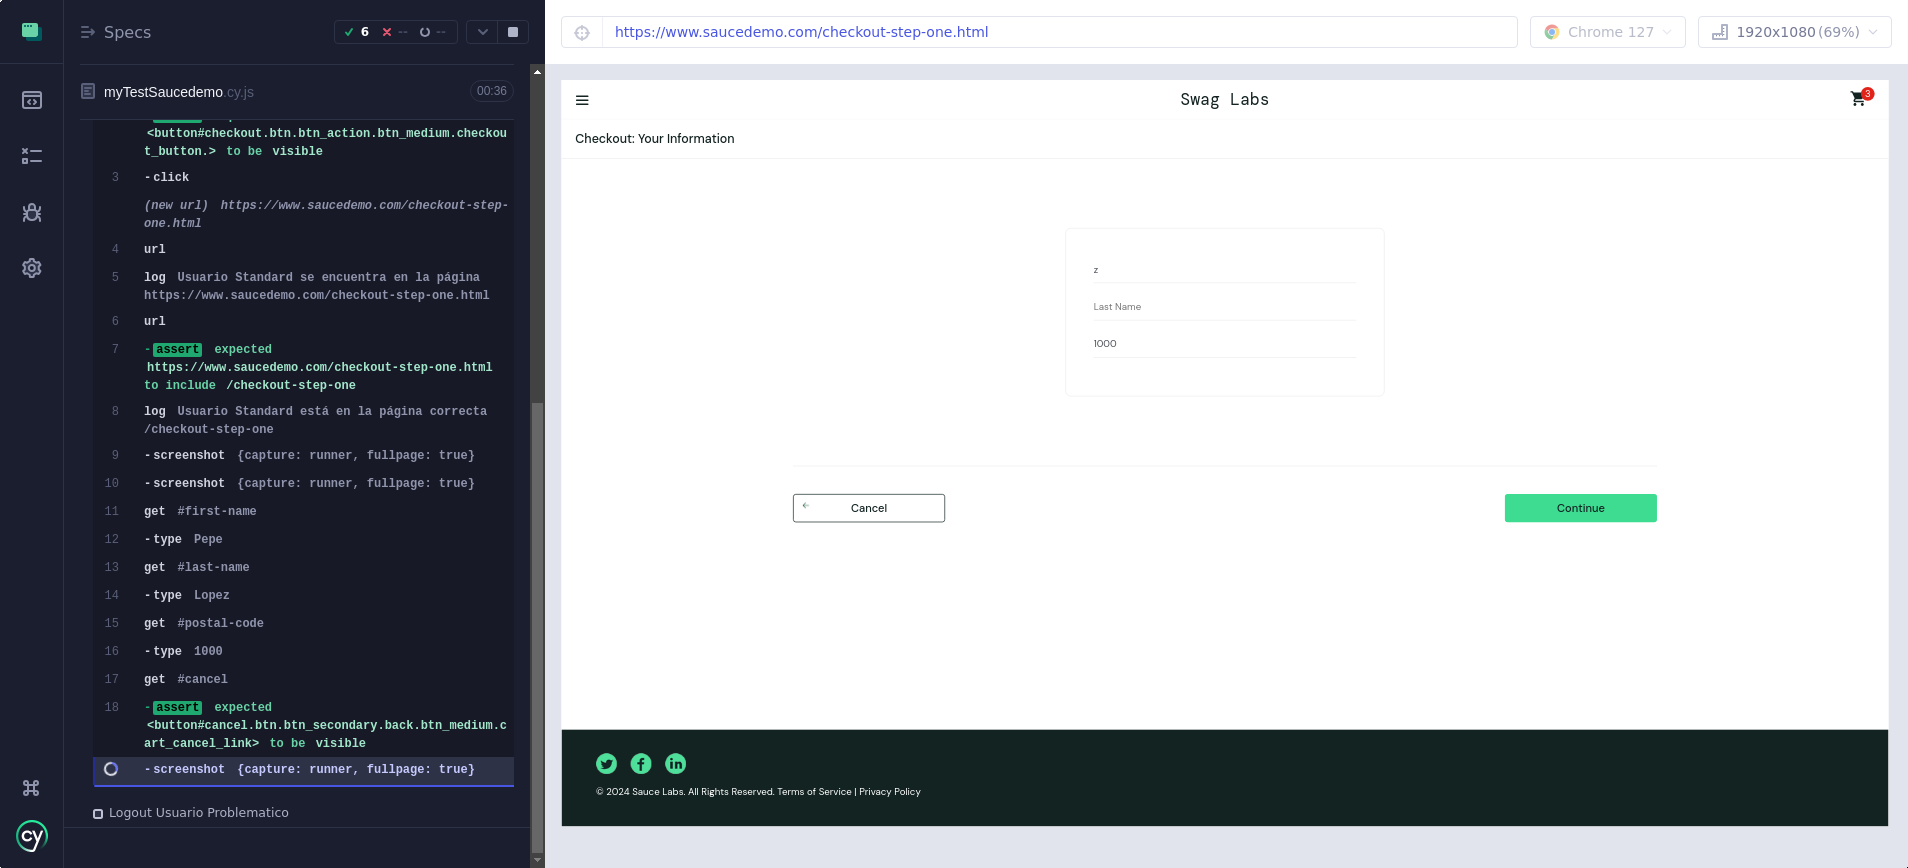 Specs
6
--
--
myTestSaucedemo.cy.js
00:36
<button#checkout.btn.btn_action.btn_medium.checkou
t_button.> to be visible
3 -click
(new url) https://www.saucedemo.com/checkout-step-
one.html
4 url
5 log Usuario Standard se encuentra en la página
https://www.saucedemo.com/checkout-step-one.html
6 url
7 -assert expected
https://www.saucedemo.com/checkout-step-one.html
to include /checkout-step-one
8 log Usuario Standard está en la página correcta
/checkout-step-one
9 -screenshot {capture: runner, fullpage: true}
10 -screenshot {capture: runner, fullpage: true}
11 get #first-name
12 -type Pepe
13 get #last-name
14 -type Lopez
15 get #postal-code
16 -type 1000
17 get #cancel
18 -assert expected
<button#cancel.btn.btn_secondary.back.btn_medium.c
art_cancel_link> to be visible
-screenshot {capture: runner, fullpage: true}
Logout Usuario Problematico
cy
https://www.saucedemo.com/checkout-step-one.html
Chrome 127
1920x1080 (69%)
Swag Labs
3
Checkout: Your Information
z
Last Name
1000
Cancel
Continue
© 2024 Sauce Labs. All Rights Reserved. Terms of Service | Privacy Policy